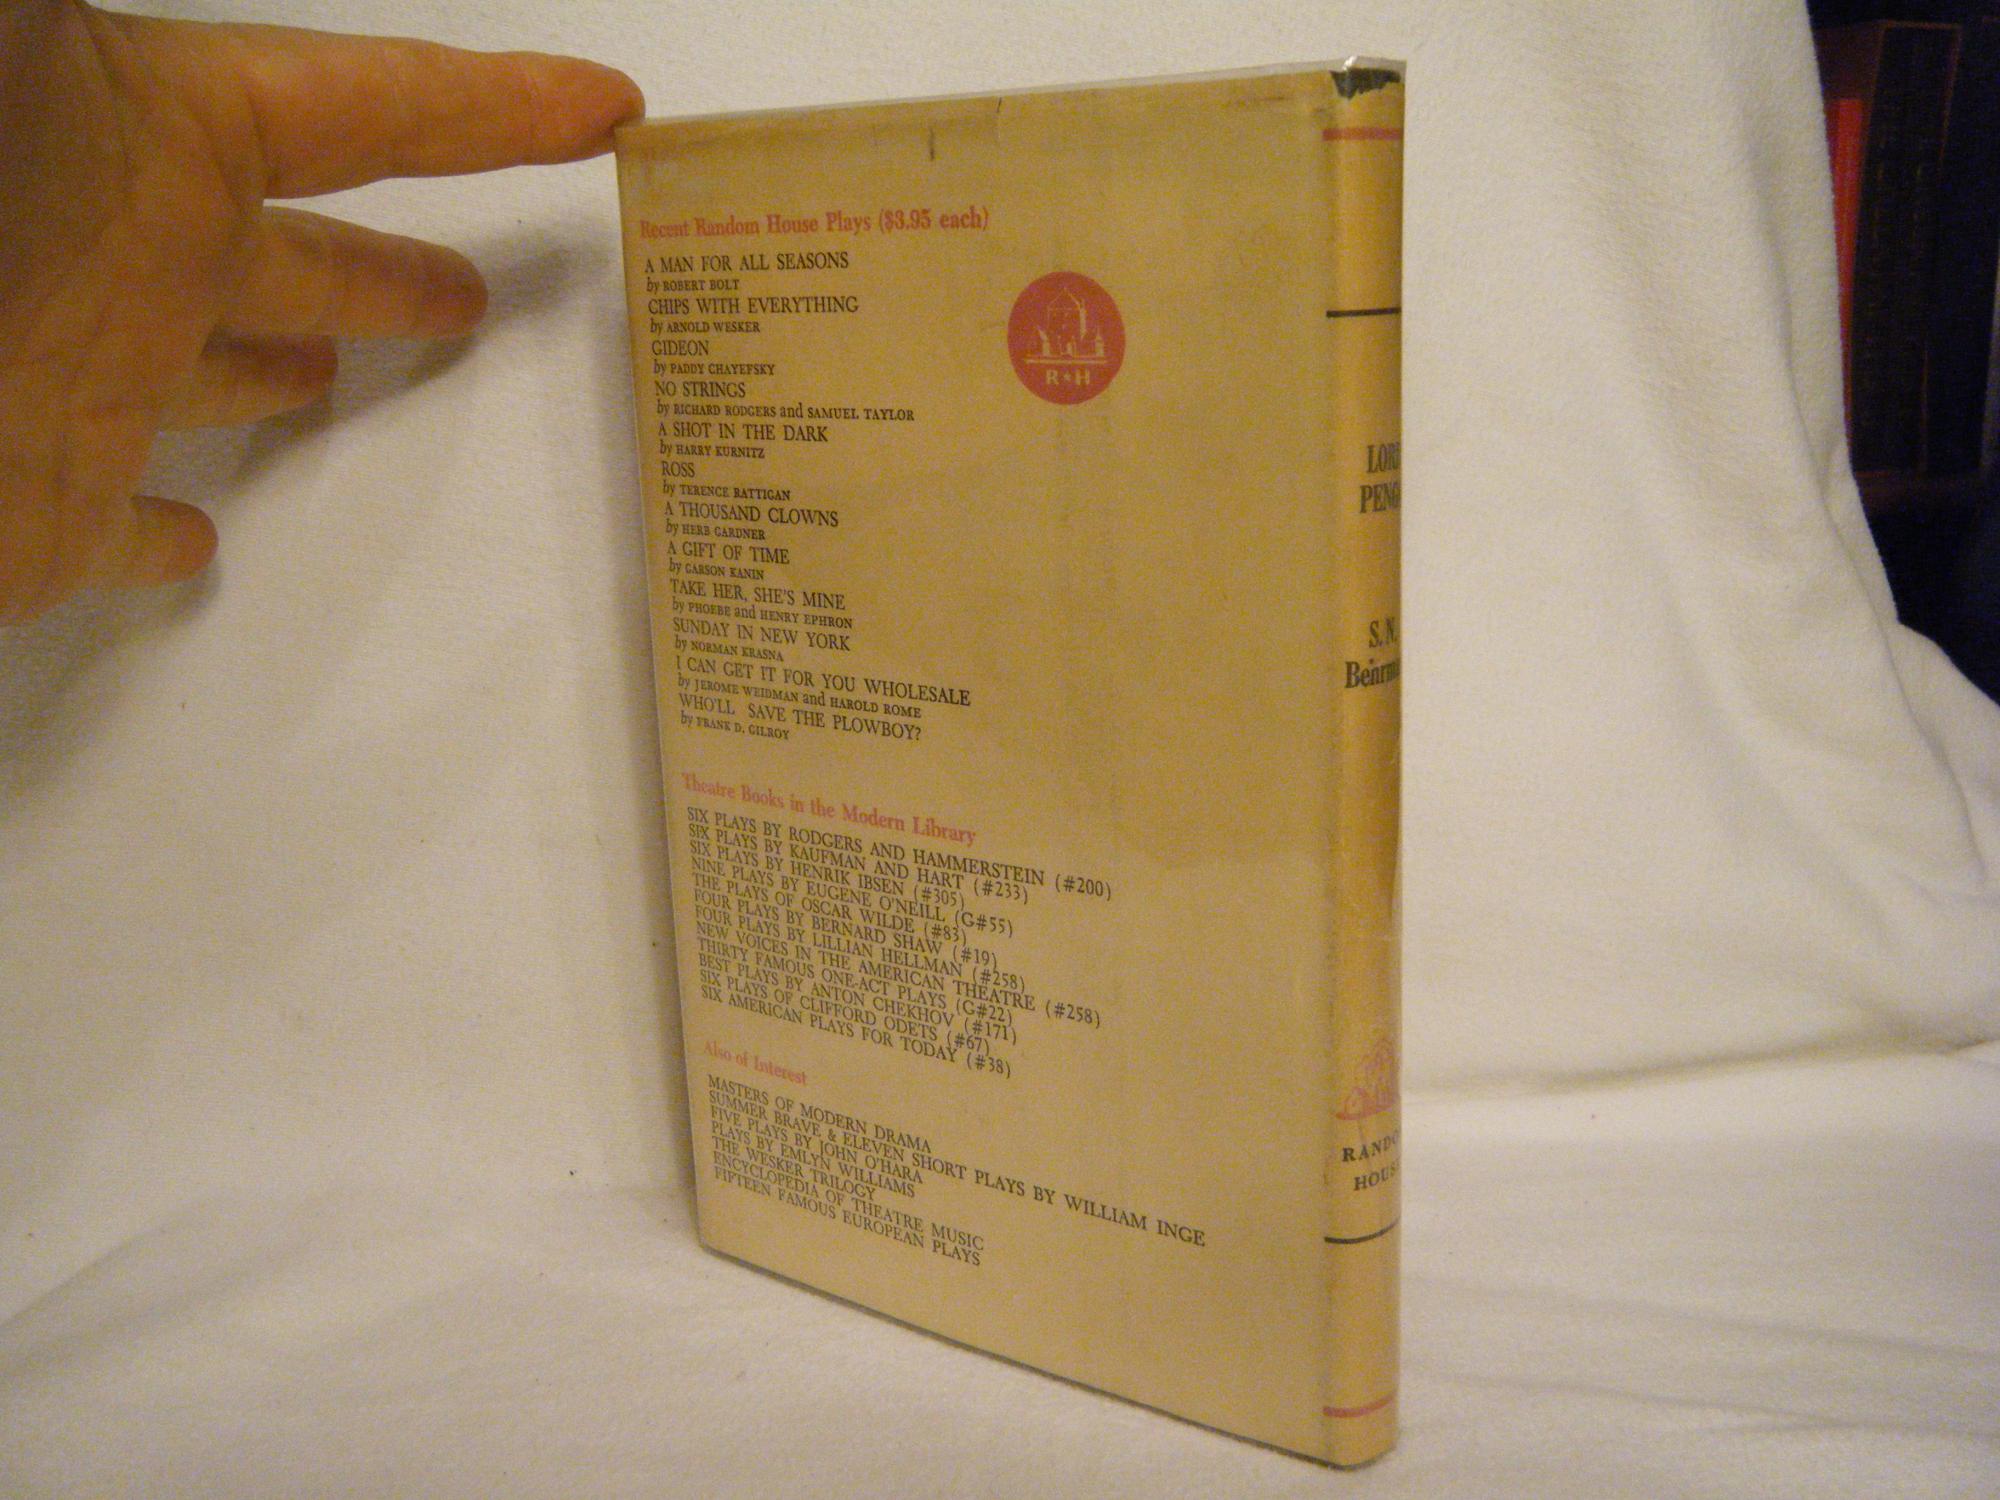 Recent Random House Plays ($3.95 each)
A MAN FOR ALL SEASONS
by ROBERT BOLT
CHIPS WITH EVERYTHING
by ARNOLD WESKER
GIDEON
by PADDY CHAYEFSKY
NO STRINGS
by RICHARD RODGERS and SAMUEL TAYLOR
A SHOT IN THE DARK
by HARRY KURNITZ
ROSS
by TERENCE RATTIGAN
A THOUSAND CLOWNS
by HERB GARDNER
A GIFT OF TIME
by GARSON KANIN
TAKE HER, SHE'S MINE
by PHOEBE and HENRY EPHRON
SUNDAY IN NEW YORK
by NORMAN KRASNA
I CAN GET IT FOR YOU WHOLESALE
by JEROME WEIDMAN and HAROLD ROME
WHO'LL SAVE THE PLOWBOY?
by FRANK D. GILROY
R★H
Theatre Books in the Modern Library
SIX PLAYS BY RODGERS AND HAMMERSTEIN (#200)
SIX PLAYS BY KAUFMAN AND HART (#233)
SIX PLAYS BY HENRIK IBSEN (#305)
NINE PLAYS BY EUGENE O'NEILL (G#55)
THE PLAYS OF OSCAR WILDE (#83)
FOUR PLAYS BY BERNARD SHAW (#19)
FOUR PLAYS BY LILLIAN HELLMAN (#258)
NEW VOICES IN THE AMERICAN THEATRE (#258)
THIRTY FAMOUS ONE-ACT PLAYS (G#22)
BEST PLAYS BY ANTON CHEKHOV (#171)
SIX PLAYS OF CLIFFORD ODETS (#67)
SIX AMERICAN PLAYS FOR TODAY (#38)
Also of Interest
MASTERS OF MODERN DRAMA
SUMMER BRAVE & ELEVEN SHORT PLAYS BY WILLIAM INGE
FIVE PLAYS BY JOHN O'HARA
PLAYS BY EMLYN WILLIAMS
THE WESKER TRILOGY
ENCYCLOPEDIA OF THEATRE MUSIC
FIFTEEN FAMOUS EUROPEAN PLAYS
LOR
PENG
S. N.
Behrm
RANDO
HOUS